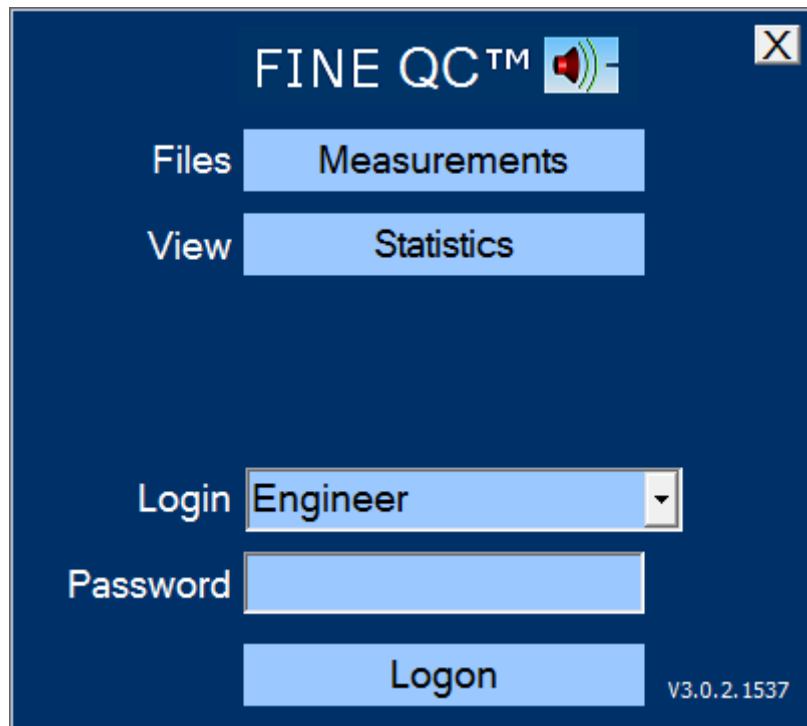 FINE QC™
X
Files Measurements
View Statistics
Login Engineer
Password
Logon
V3.0.2.1537